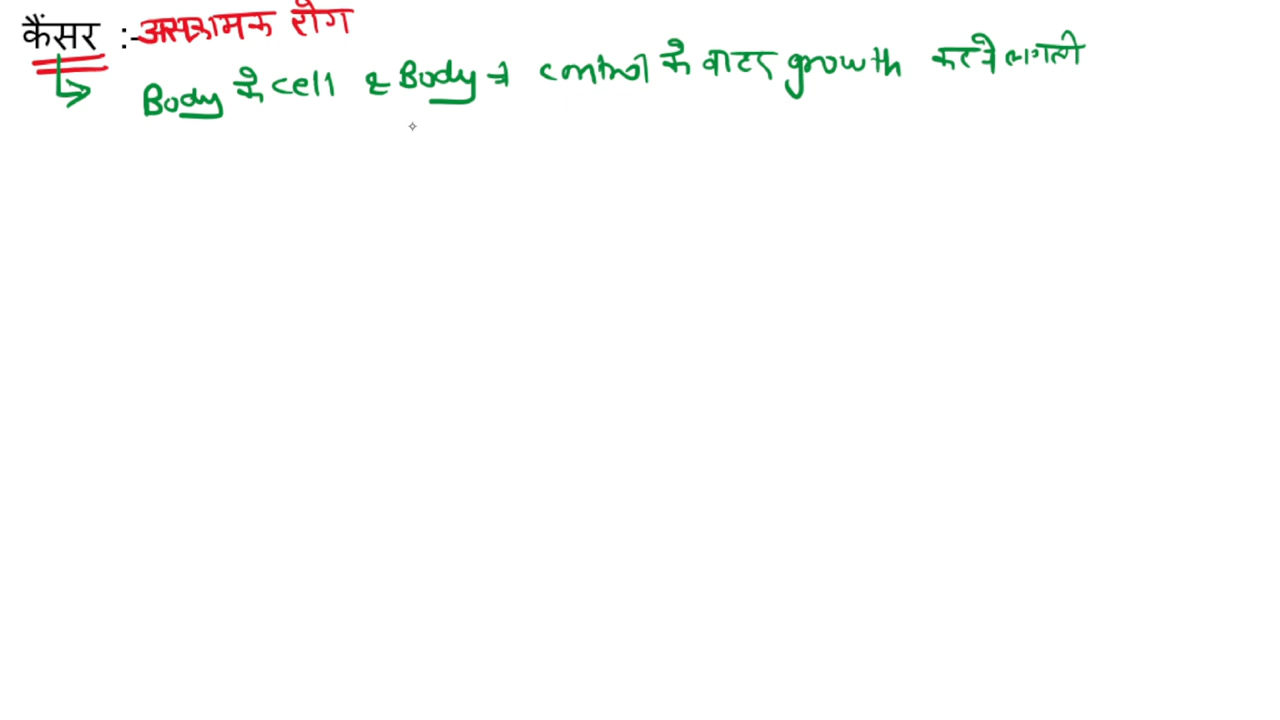 कैंसर :- असंक्रामक रोग
Body के cell Body control के बाहर growth करने लगती